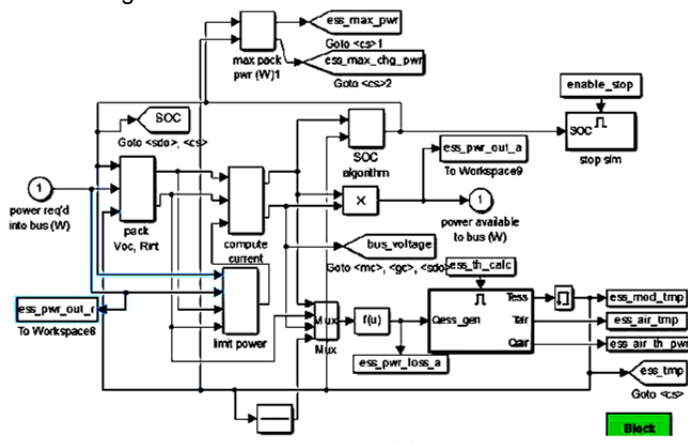 ess_max_pwr
Goto <cs>1
max pack
pwr (W)1
ess_max_chg_pwr
Goto <cs>2
enable_stop
SOC
Goto <sdo>, <cs>
SOC
algorithm
SOC
stop sim
ess_pwr_out_a
To Workspace9
1
power req'd
into bus (W)
pack
Voc, Rint
compute
current
×
1
power available
to bus (W)
bus_voltage
Goto <mc>, <gc>, <sdo>
ess_th_calc
ess_pwr_out_r
To Workspace8
limit power
Mux
Mux
f(u)
Qess_gen
Tess
Tair
Qair
ess_mod_tmp
ess_air_tmp
ess_air_th_pwr
ess_pwr_loss_a
ess_tmp
Goto <cs>
Block